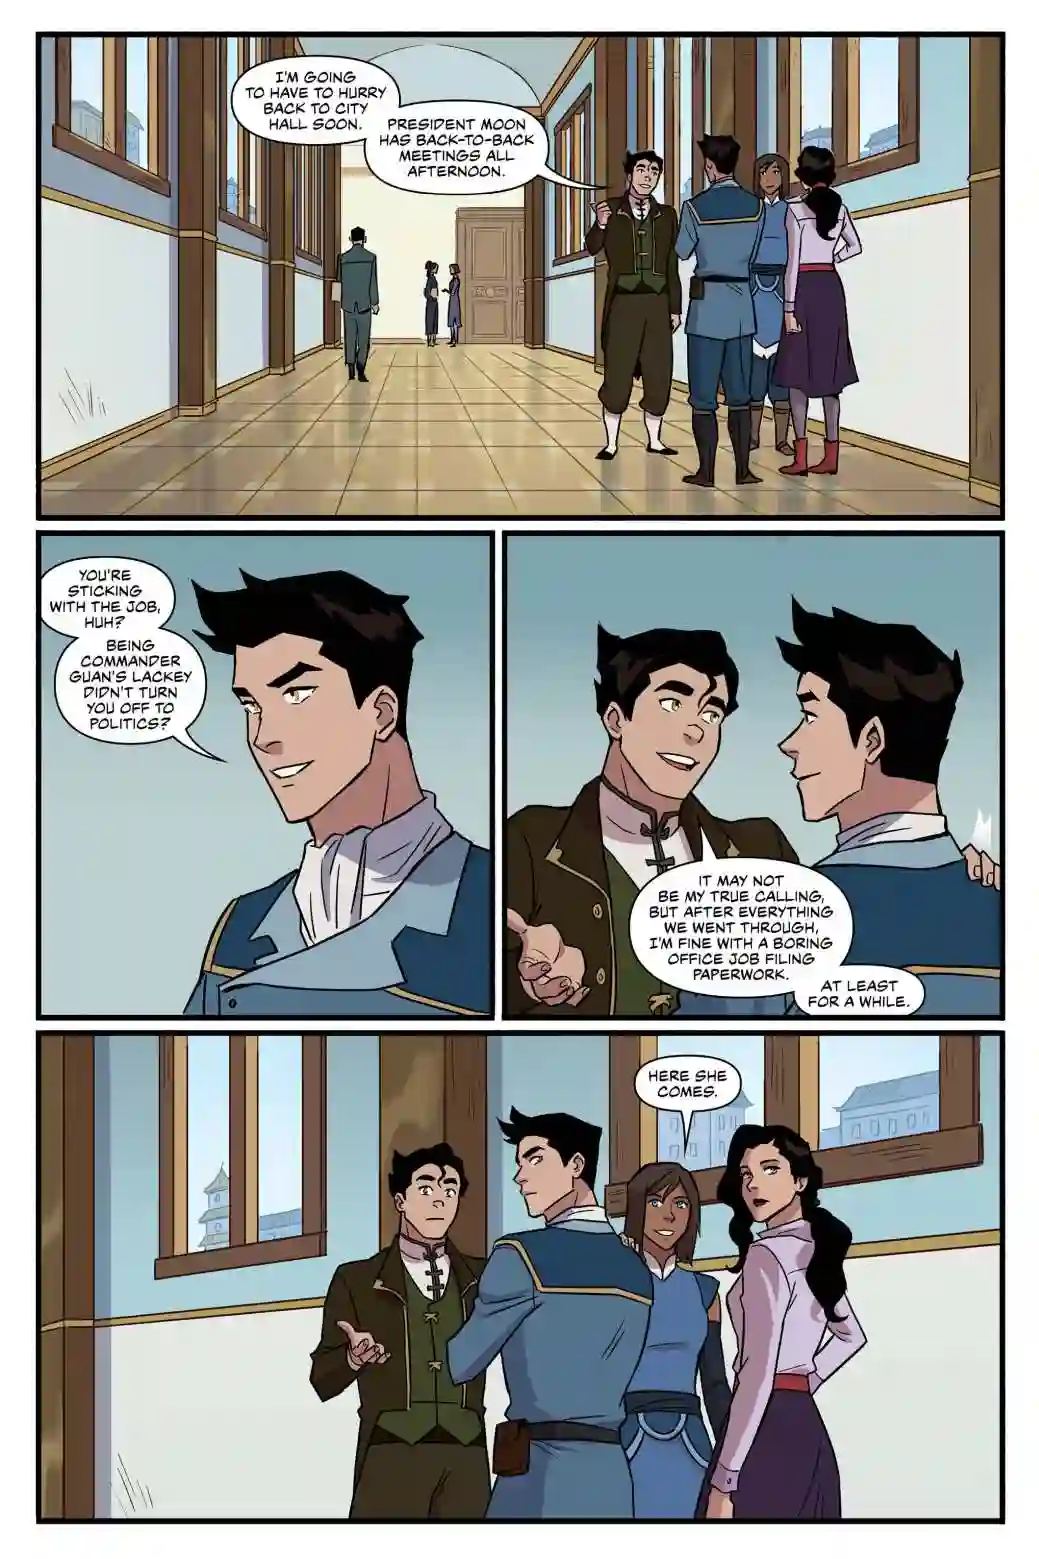 I'M GOING
TO HAVE TO HURRY
BACK TO CITY
HALL SOON.
PRESIDENT MOON
HAS BACK-TO-BACK
MEETINGS ALL
AFTERNOON.
YOU'RE
STICKING
WITH THE JOB,
HUH?
BEING
COMMANDER
GUAN'S LACKEY
DIDN'T TURN
YOU OFF TO
POLITICS?
IT MAY NOT
BE MY TRUE CALLING,
BUT AFTER EVERYTHING
WE WENT THROUGH,
I'M FINE WITH A BORING
OFFICE JOB FILING
PAPERWORK.
AT LEAST
FOR A WHILE.
HERE SHE
COMES.